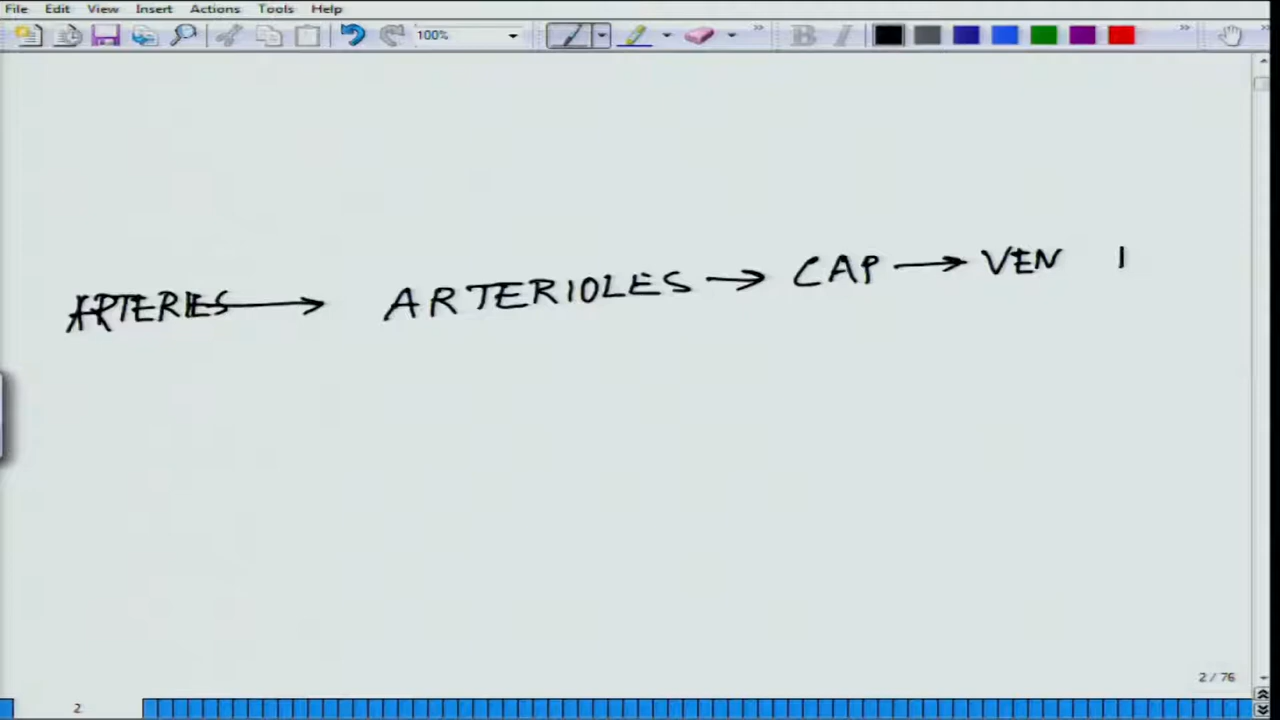 File Edit View Insert Actions Tools Help
100%
ARTERIES → ARTERIOLES → CAP → VEN I
2 / 76
2